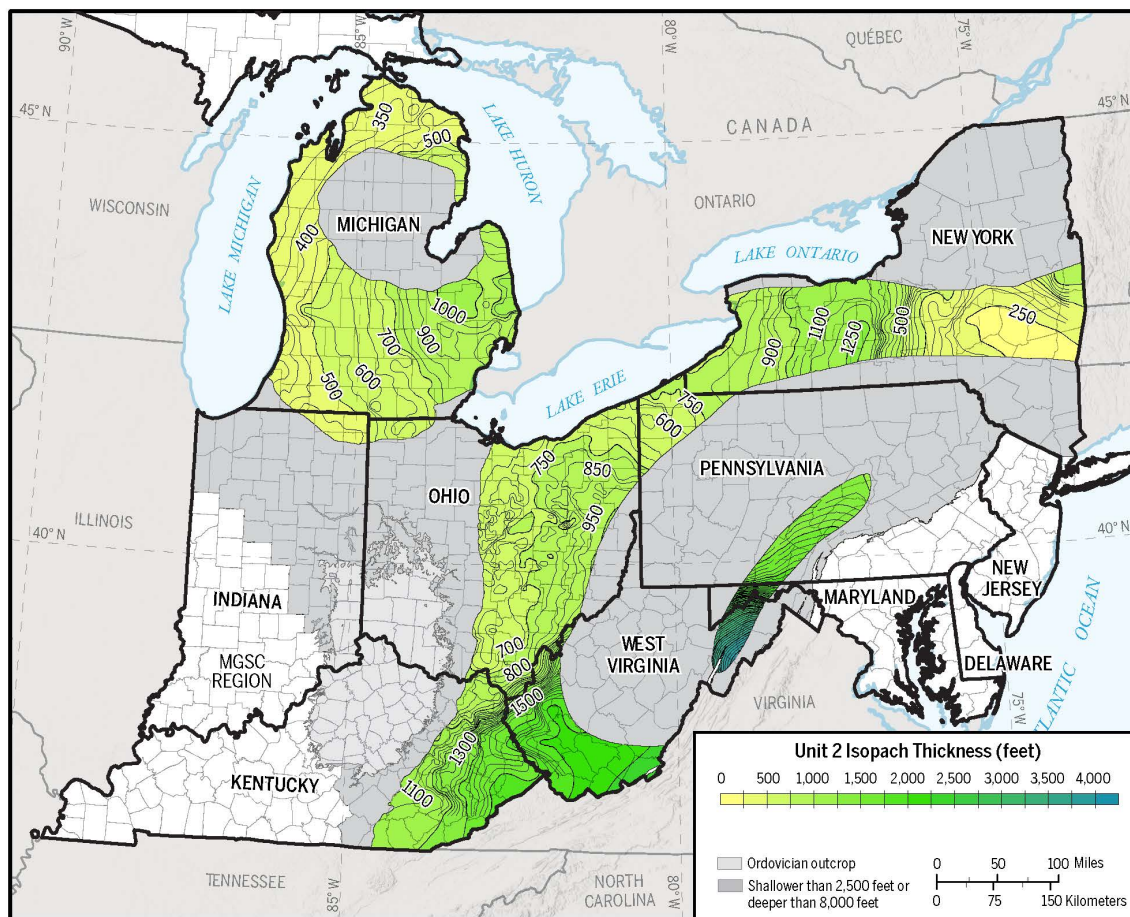 90° W
85° W
80° W
75° W
QUÉBEC
45° N
45° N
CANADA
350
500
LAKE HURON
WISCONSIN
LAKE MICHIGAN
MICHIGAN
ONTARIO
NEW YORK
LAKE ONTARIO
400
1000
900
700
600
500
250
500
1250
1100
900
LAKE ERIE
750
600
PENNSYLVANIA
750
850
950
OHIO
ILLINOIS
40° N
40° N
INDIANA
NEW
JERSEY
MARYLAND
DELAWARE
WEST
VIRGINIA
VIRGINIA
ATLANTIC OCEAN
75° W
MGSC
REGION
700
800
1500
1300
1100
KENTUCKY
85° W
80° W
TENNESSEE
NORTH
CAROLINA
Unit 2 Isopach Thickness (feet)
0 500 1,000 1,500 2,000 2,500 3,000 3,500 4,000
Ordovician outcrop
Shallower than 2,500 feet or
deeper than 8,000 feet
0 50 100 Miles
0 75 150 Kilometers